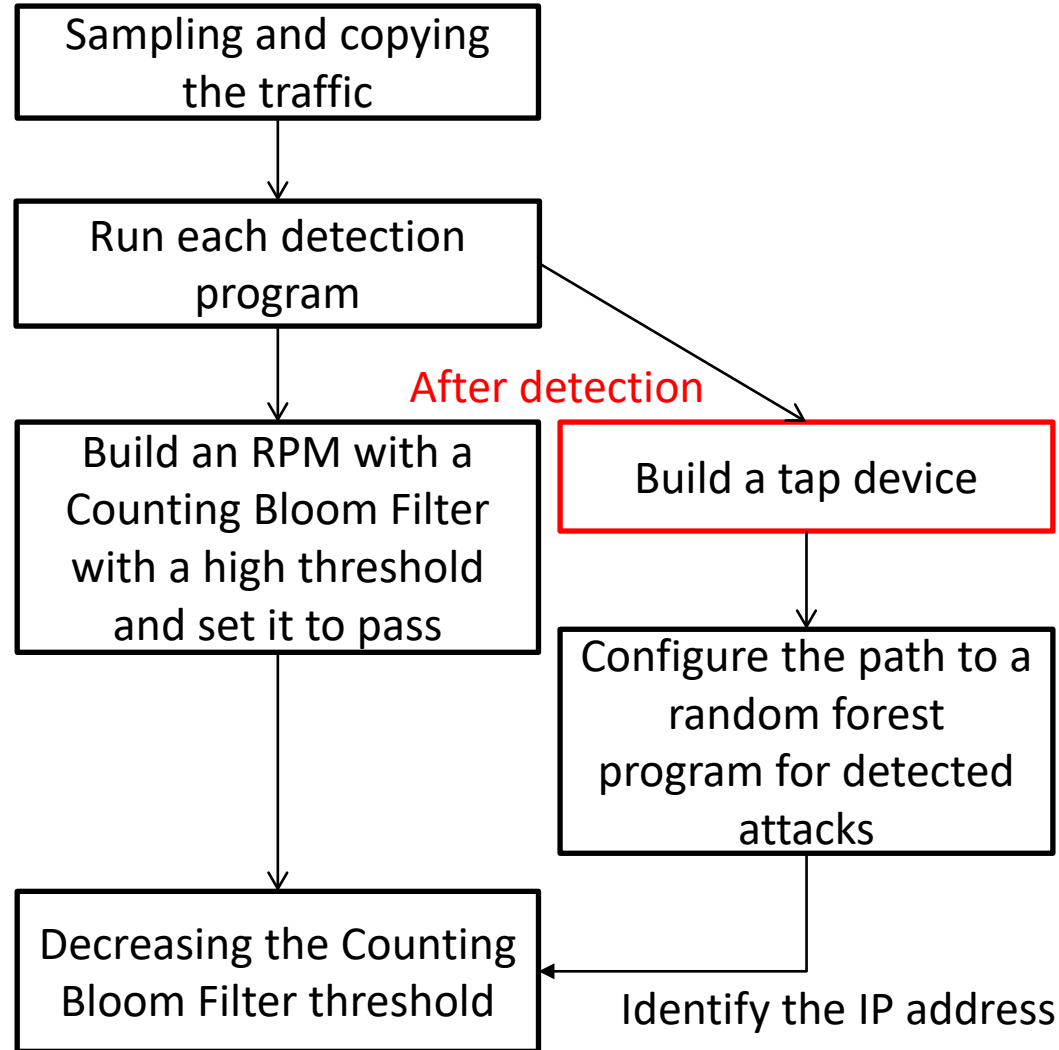 Sampling and copying
the traffic
Run each detection
program
After detection
Build an RPM with a
Counting Bloom Filter
with a high threshold
and set it to pass
Build a tap device
Configure the path to a
random forest
program for detected
attacks
Decreasing the Counting
Bloom Filter threshold
Identify the IP address